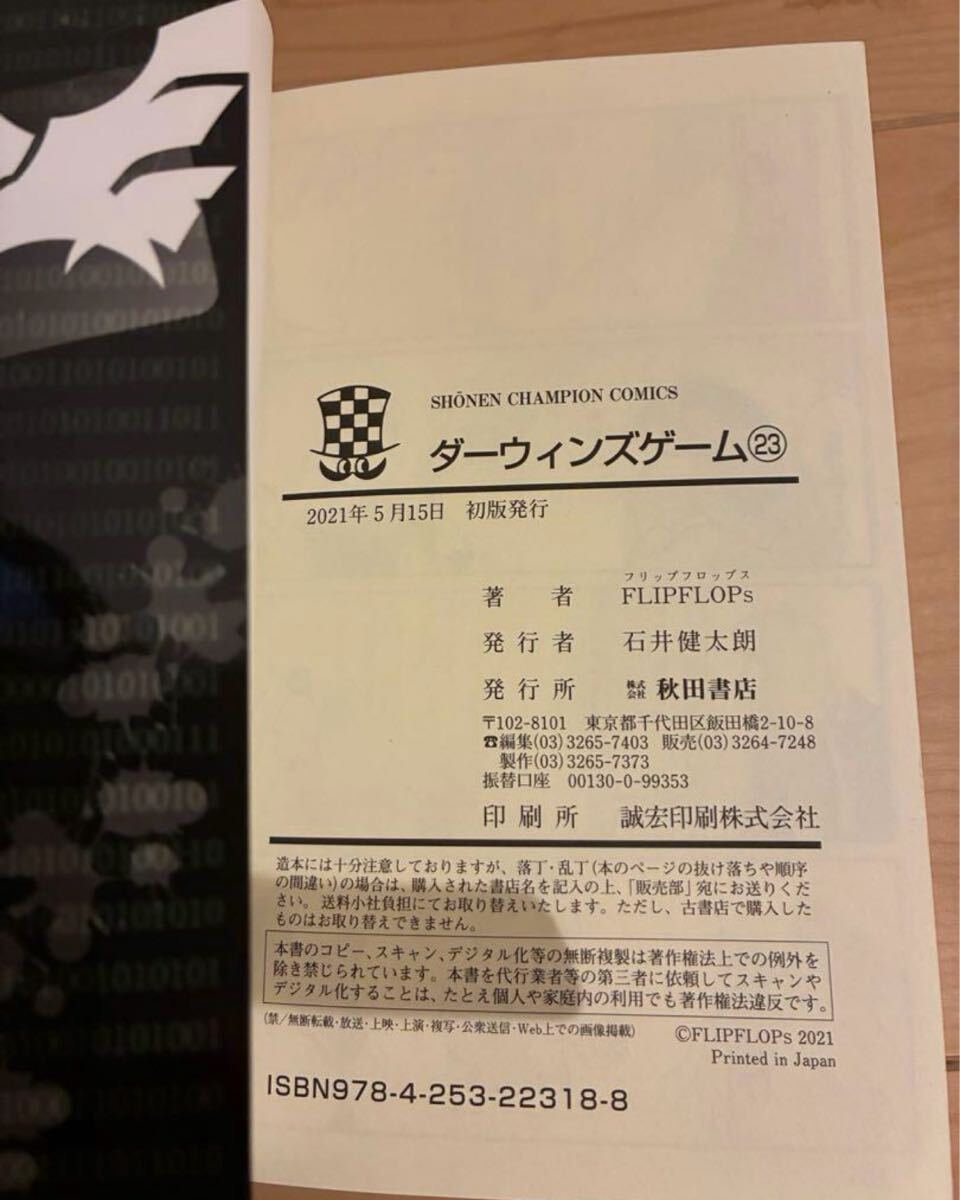 SHŌNEN CHAMPION COMICS
ダーウィンズゲーム㉓
2021年5月15日 初版発行
フリップフロップス
著者 FLIPFLOPs
発行者 石井健太朗
発行所 株式会社 秋田書店
〒102-8101 東京都千代田区飯田橋2-10-8
☎編集(03)3265-7403 販売(03)3264-7248
製作(03)3265-7373
振替口座 00130-0-99353
印刷所 誠宏印刷株式会社
造本には十分注意しておりますが、落丁・乱丁(本のページの抜け落ちや順序
の間違い)の場合は、購入された書店名を記入の上、「販売部」宛にお送りくだ
さい。送料小社負担にてお取り替えいたします。ただし、古書店で購入した
ものはお取り替えできません。
本書のコピー、スキャン、デジタル化等の無断複製は著作権法上での例外を
除き禁じられています。本書を代行業者等の第三者に依頼してスキャンや
デジタル化することは、たとえ個人や家庭内の利用でも著作権法違反です。
(禁/無断転載・放送・上映・上演・複写・公衆送信・Web上での画像掲載)
©FLIPFLOPs 2021
Printed in Japan
ISBN978-4-253-22318-8